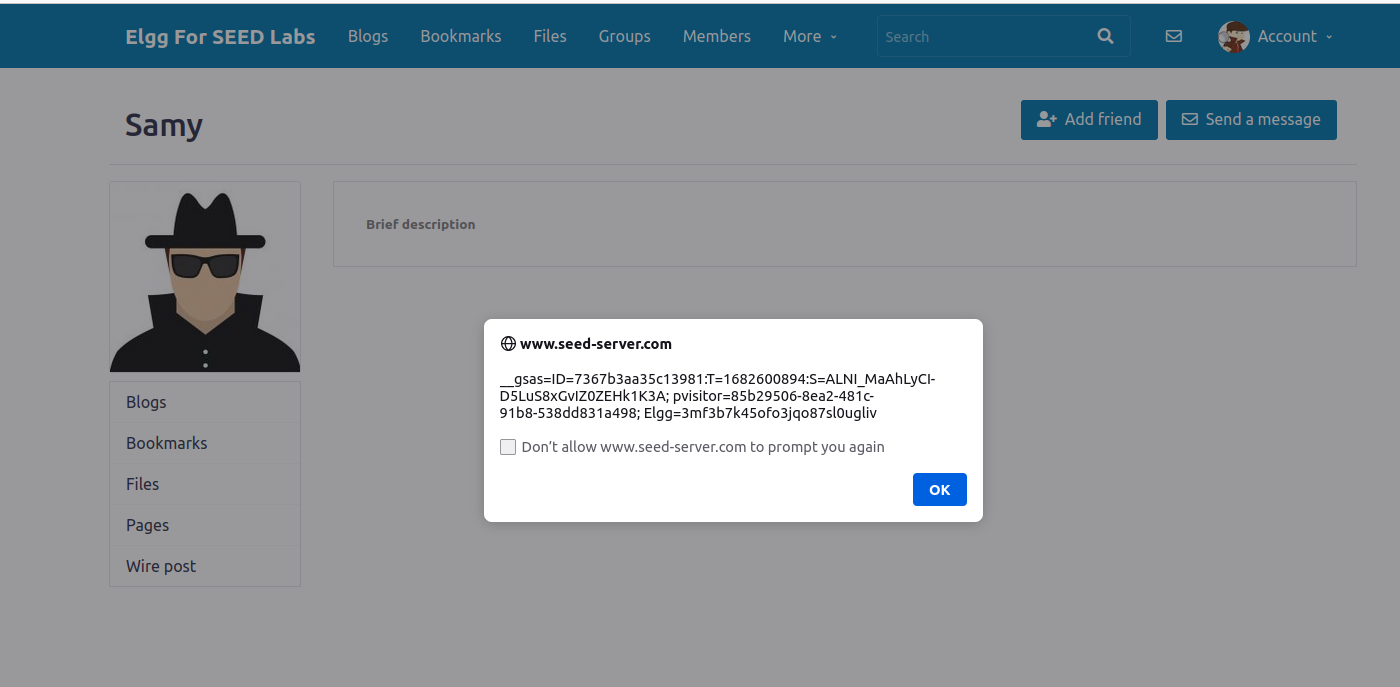 Elgg For SEED Labs Blogs Bookmarks Files Groups Members More Search Account
Samy
Add friend Send a message
Brief description
www.seed-server.com
__gsas=ID=7367b3aa35c13981:T=1682600894:S=ALNI_MaAhLyCI-
D5LuS8xGvIZ0ZEHk1K3A; pvisitor=85b29506-8ea2-481c-
91b8-538dd831a498; Elgg=3mf3b7k45ofo3jqo87sl0ugliv
Don’t allow www.seed-server.com to prompt you again
OK
Blogs
Bookmarks
Files
Pages
Wire post